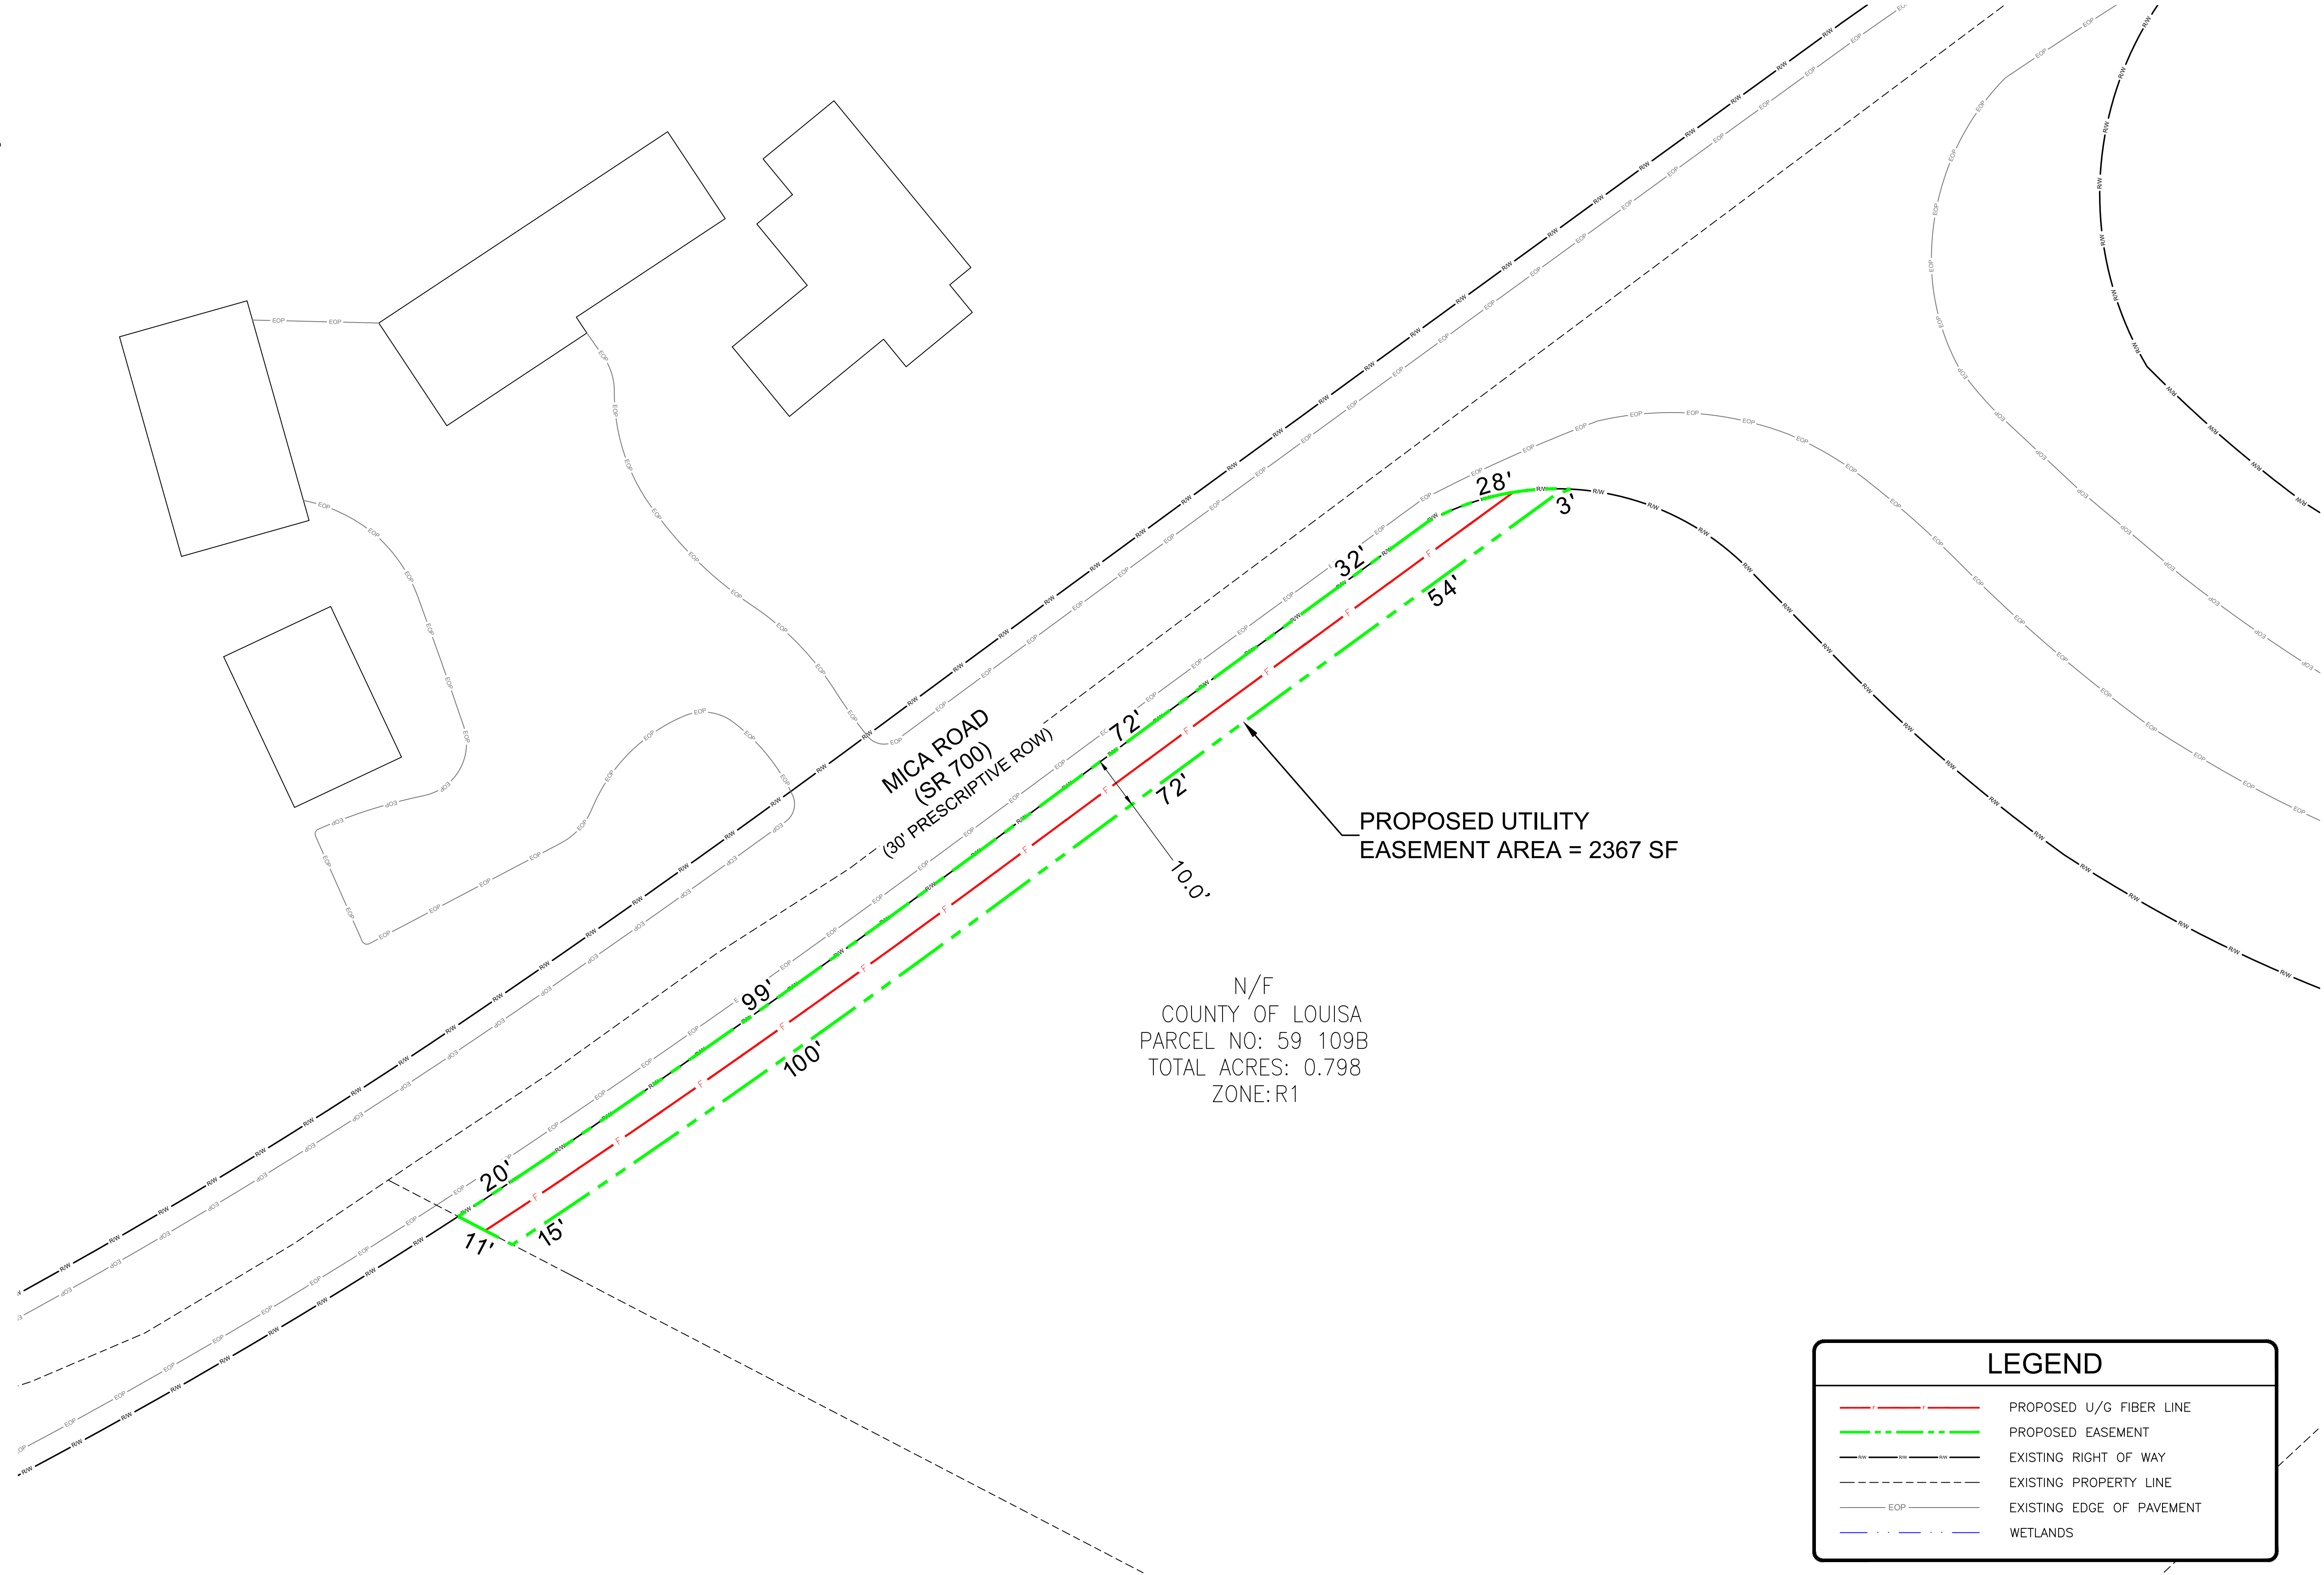 28'
3'
32'
54'
MICA ROAD
(SR 700)
(30' PRESCRIPTIVE ROW)
72'
72'
10.0'
PROPOSED UTILITY
EASEMENT AREA = 2367 SF
99'
100'
N/F
COUNTY OF LOUISA
PARCEL NO: 59 109B
TOTAL ACRES: 0.798
ZONE: R1
20'
15'
11'
R/W
EOP
F
LEGEND
F F PROPOSED U/G FIBER LINE
PROPOSED EASEMENT
R/W R/W R/W EXISTING RIGHT OF WAY
EXISTING PROPERTY LINE
EOP EXISTING EDGE OF PAVEMENT
WETLANDS